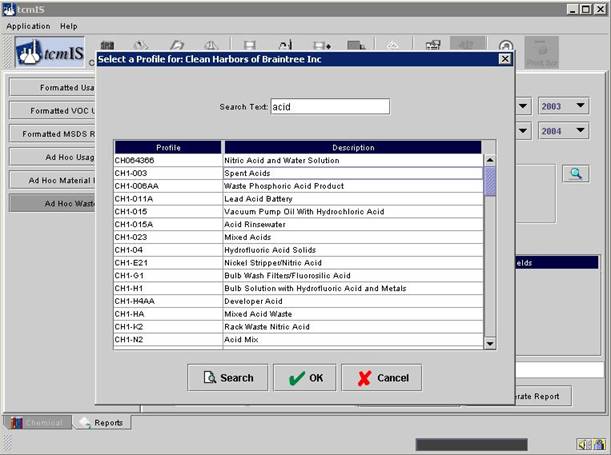 tcmIS
Application Help
tcmIS
Select a Profile for: Clean Harbors of Braintree Inc
Formatted Usa
Formatted VOC U
Formatted MSDS R
Ad Hoc Usag
Ad Hoc Material
Ad Hoc Waste
Search Text: acid
2003
2004
Profile Description
CH064366 Nitric Acid and Water Solution
CH1-003 Spent Acids
CH1-006AA Waste Phosphoric Acid Product
CH1-011A Lead Acid Battery
CH1-015 Vacuum Pump Oil With Hydrochloric Acid
CH1-015A Acid Rinsewater
CH1-023 Mixed Acids
CH1-04 Hydrofluoric Acid Solids
CH1-E21 Nickel Stripper/Nitric Acid
CH1-G1 Bulb Wash Filters/Fluorosilic Acid
CH1-H1 Bulb Solution with Hydrofluoric Acid and Metals
CH1-H4AA Developer Acid
CH1-HA Mixed Acid Waste
CH1-K2 Rack Waste Nitric Acid
CH1-N2 Acid Mix
elds
Search OK Cancel
erate Report
Chemical Reports